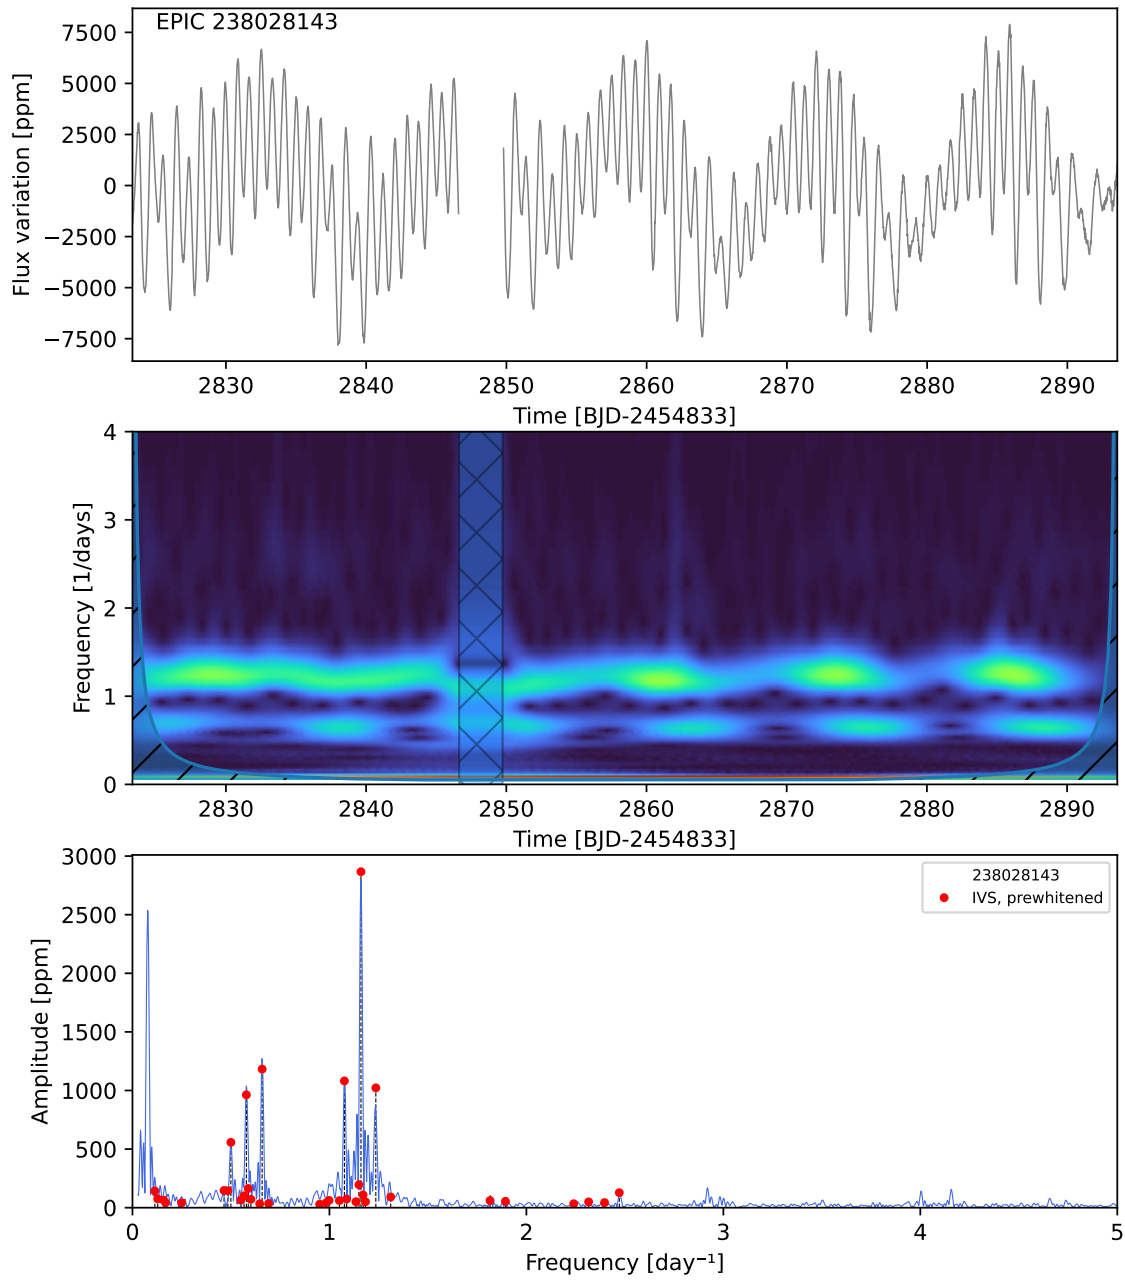 EPIC 238028143
7500
5000
2500
0
−2500
−5000
−7500
Flux variation [ppm]
2830 2840 2850 2860 2870 2880 2890
Time [BJD-2454833]
4
3
2
1
0
Frequency [1/days]
2830 2840 2850 2860 2870 2880 2890
Time [BJD-2454833]
3000
2500
2000
1500
1000
500
0
Amplitude [ppm]
238028143
IVS, prewhitened
0 1 2 3 4 5
Frequency [day⁻¹]